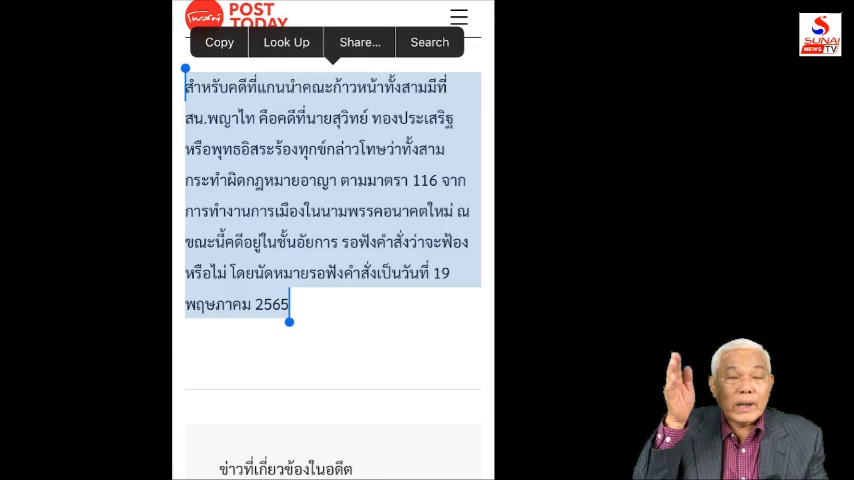 โพสต์
POST
TODAY
Copy
Look Up
Share...
Search
สำหรับคดีที่แกนนำคณะก้าวหน้าทั้งสามมีที่
สน.พญาไท คือคดีที่นายสุวิทย์ ทองประเสริฐ
หรือพุทธอิสระร้องทุกข์กล่าวโทษว่าทั้งสาม
กระทำผิดกฎหมายอาญา ตามมาตรา 116 จาก
การทำงานการเมืองในนามพรรคอนาคตใหม่ ณ
ขณะนี้คดีอยู่ในชั้นอัยการ รอฟังคำสั่งว่าจะฟ้อง
หรือไม่ โดยนัดหมายรอฟังคำสั่งเป็นวันที่ 19
พฤษภาคม 2565
ข่าวที่เกี่ยวข้องในอดีต
SUNAI
NEWS TV